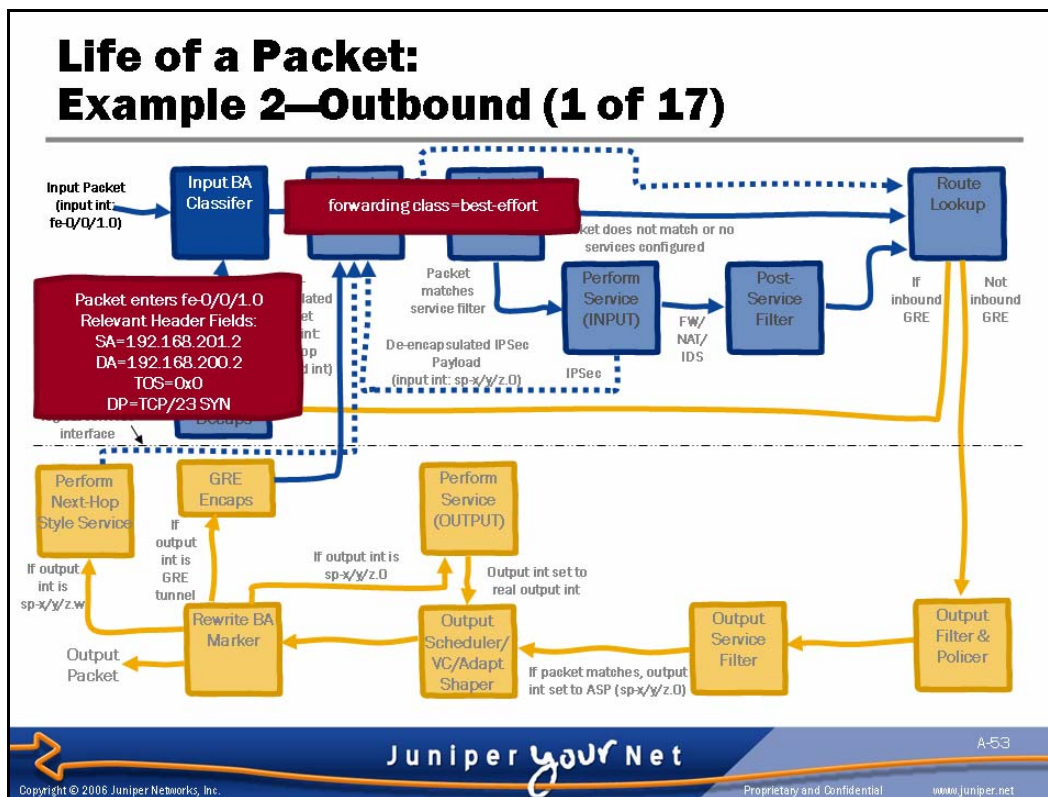 Life of a Packet:
Example 2—Outbound (1 of 17)
Input Packet
(input int:
fe-0/0/1.0)
Input BA
Classifer
forwarding class=best-effort
Route
Lookup
does not match or no
services configured
Packet
matches
service filter
Perform
Service
(INPUT)
FW/
NAT/
IDS
Post-
Service
Filter
If
inbound
GRE
Not
inbound
GRE
Packet enters fe-0/0/1.0
Relevant Header Fields:
SA=192.168.201.2
DA=192.168.200.2
TOS=0x0
DP=TCP/23 SYN
int)
De-encapsulated IPSec
Payload
(input int: sp-x/y/z.0)
IPSec
interface
Perform
Next-Hop
Style Service
GRE
Encaps
Perform
Service
(OUTPUT)
If output
int is
sp-x/y/z.w
If
output
int is
GRE
tunnel
If output int is
sp-x/y/z.0
Output int set to
real output int
Output
Packet
Rewrite BA
Marker
Output
Scheduler/
VC/Adapt
Shaper
If packet matches, output
int set to ASP (sp-x/y/z.0)
Output
Service
Filter
Output
Filter &
Policer
Juniper your Net
A-53
Copyright © 2006 Juniper Networks, Inc.
Proprietary and Confidential
www.juniper.net